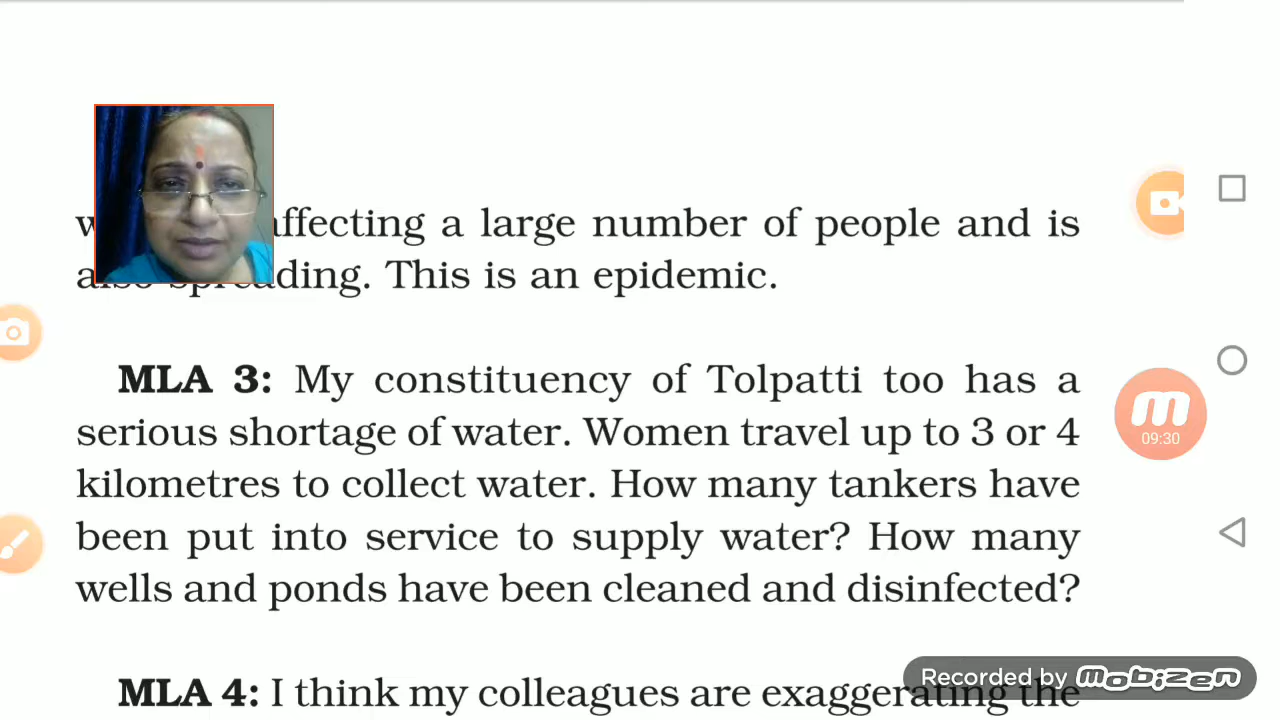 affecting a large number of people and is
spreading. This is an epidemic.
MLA 3: My constituency of Tolpatti too has a
serious shortage of water. Women travel up to 3 or 4
kilometres to collect water. How many tankers have
been put into service to supply water? How many
wells and ponds have been cleaned and disinfected?
MLA 4: I think my colleagues are exaggerating the
09:30
Recorded by mobizen